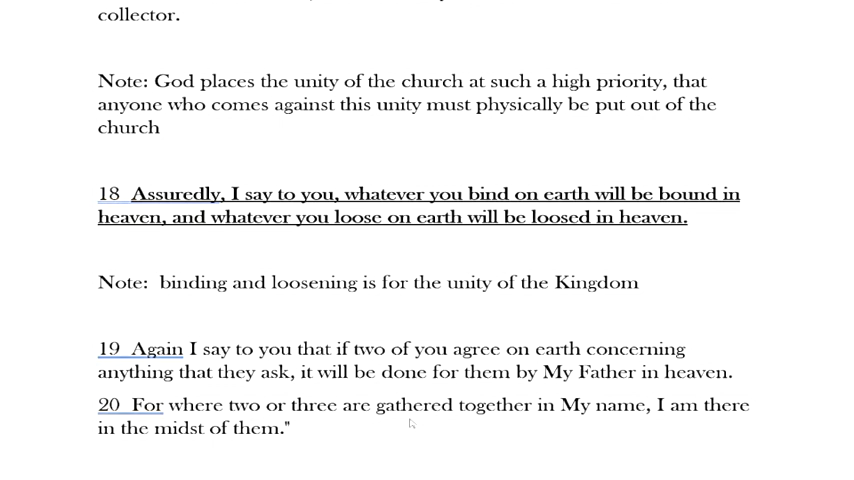 collector.
Note: God places the unity of the church at such a high priority, that
anyone who comes against this unity must physically be put out of the
church
18  Assuredly, I say to you, whatever you bind on earth will be bound in
heaven, and whatever you loose on earth will be loosed in heaven.
Note:  binding and loosening is for the unity of the Kingdom
19  Again I say to you that if two of you agree on earth concerning
anything that they ask, it will be done for them by My Father in heaven.
20  For where two or three are gathered together in My name, I am there
in the midst of them."